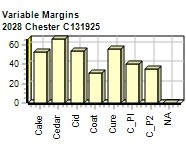 Variable Margins
2028 Chester C131925
60
40
20
0
Cake
Cedar
Cid
Coat
Cure
C_PI
C_P2
NA